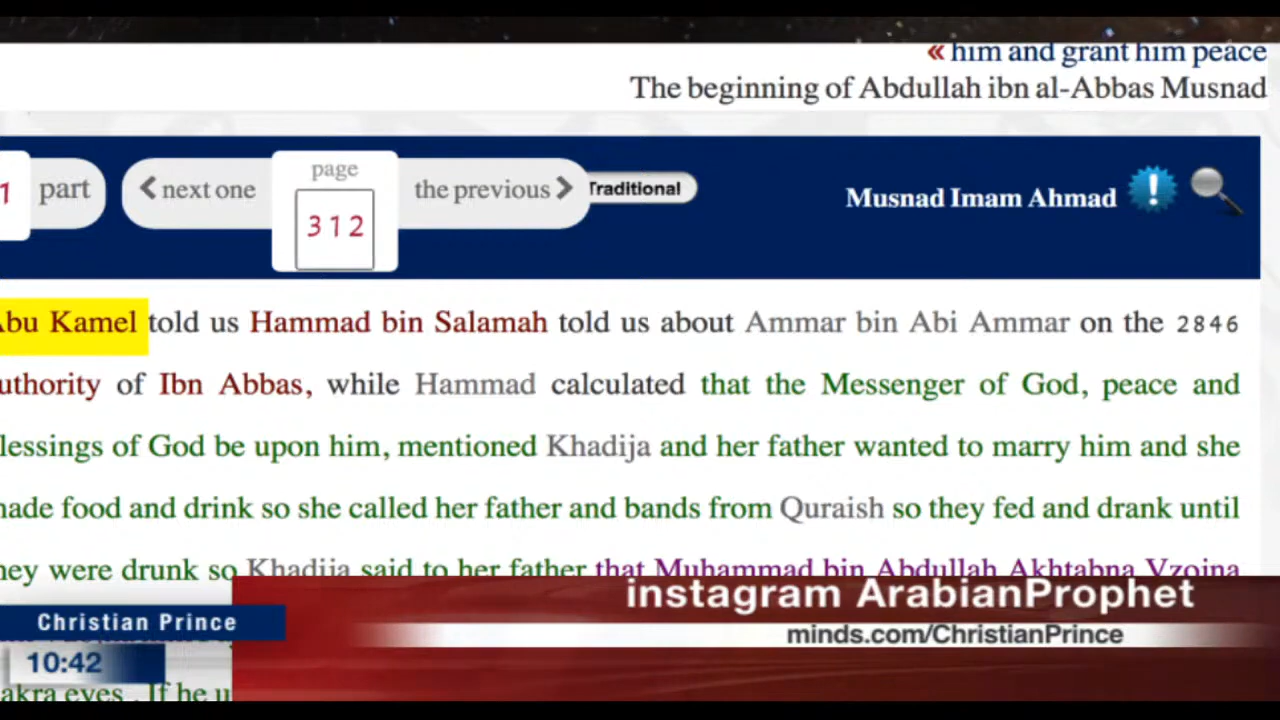 « him and grant him peace
The beginning of Abdullah ibn al-Abbas Musnad
1 part
next one
page
312
the previous
Traditional
Musnad Imam Ahmad
Abu Kamel told us Hammad bin Salamah told us about Ammar bin Abi Ammar on the 2846
uthority of Ibn Abbas, while Hammad calculated that the Messenger of God, peace and
lessings of God be upon him, mentioned Khadija and her father wanted to marry him and she
made food and drink so she called her father and bands from Quraish so they fed and drank until
hey were drunk so Khadija said to her father that Muhammad bin Abdullah Akhtabna Vzoina
instagram ArabianProphet
Christian Prince
minds.com/ChristianPrince
10:42
akra eyes . If he u